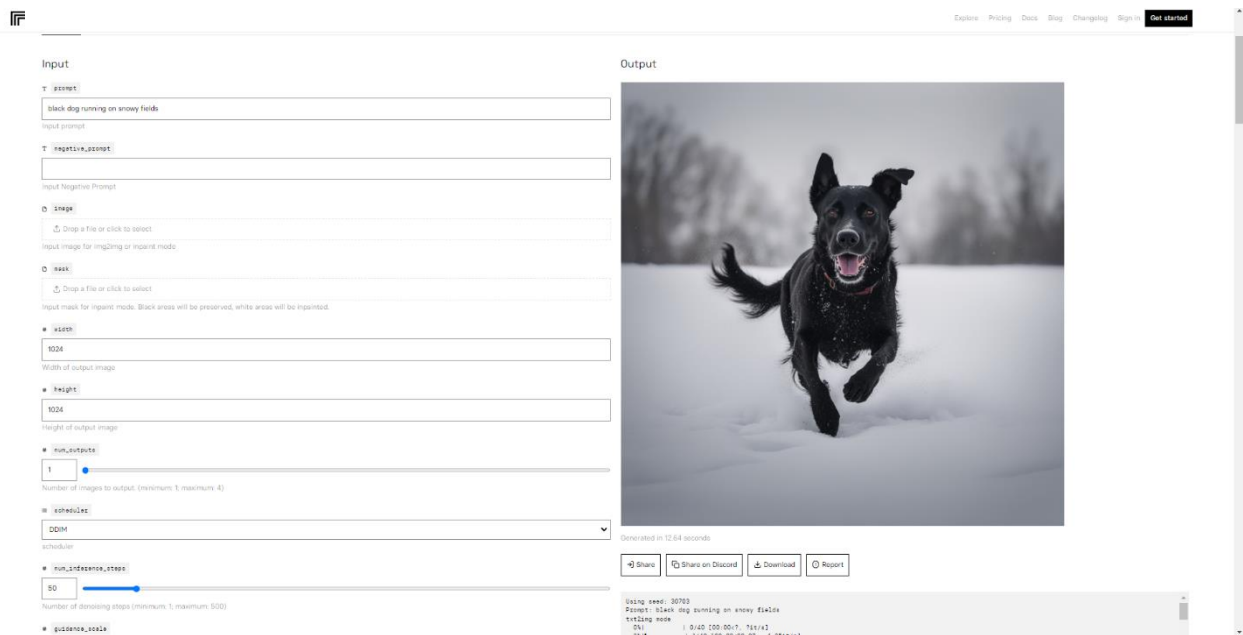 Explore Pricing Docs Blog Changelog Sign in Get started
Input
T prompt
black dog running on snowy fields
Input prompt
T negative_prompt
Input Negative Prompt
image
Drop a file or click to select
Input image for img2img or inpaint mode
mask
Drop a file or click to select
Input mask for inpaint mode. Black areas will be preserved, white areas will be inpainted.
# width
1024
Width of output image
# height
1024
Height of output image
# num_outputs
1
Number of images to output. (minimum: 1; maximum: 4)
scheduler
DDIM
scheduler
# num_inference_steps
50
Number of denoising steps (minimum: 1; maximum: 500)
# guidance_scale
Output
Generated in 12.64 seconds
Share Share on Discord Download Report
Using seed: 30703
Prompt: black dog running on snowy fields
txt2img mode
0%| | 0/40 [00:00<?, ?it/s]